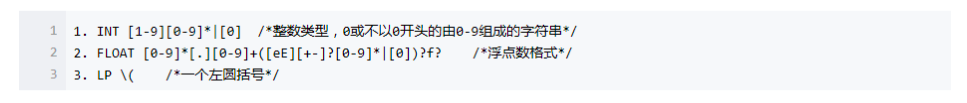 1 1. INT [1-9][0-9]*|[0] /*整数类型，0或不以0开头的由0-9组成的字符串*/
2 2. FLOAT [0-9]*[.][0-9]+([eE][+-]?[0-9]*|[0])?f? /*浮点数格式*/
3 3. LP \( /*一个左圆括号*/